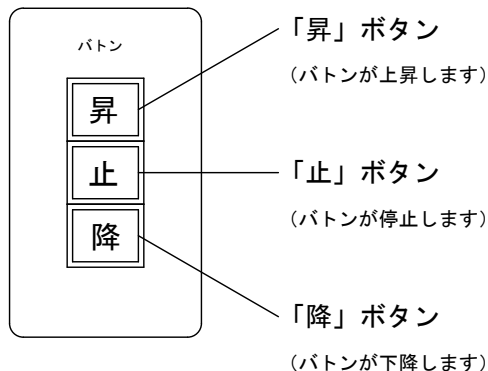 バトン
昇
止
降
「昇」ボタン
（バトンが上昇します）
「止」ボタン
（バトンが停止します）
「降」ボタン
（バトンが下降します）